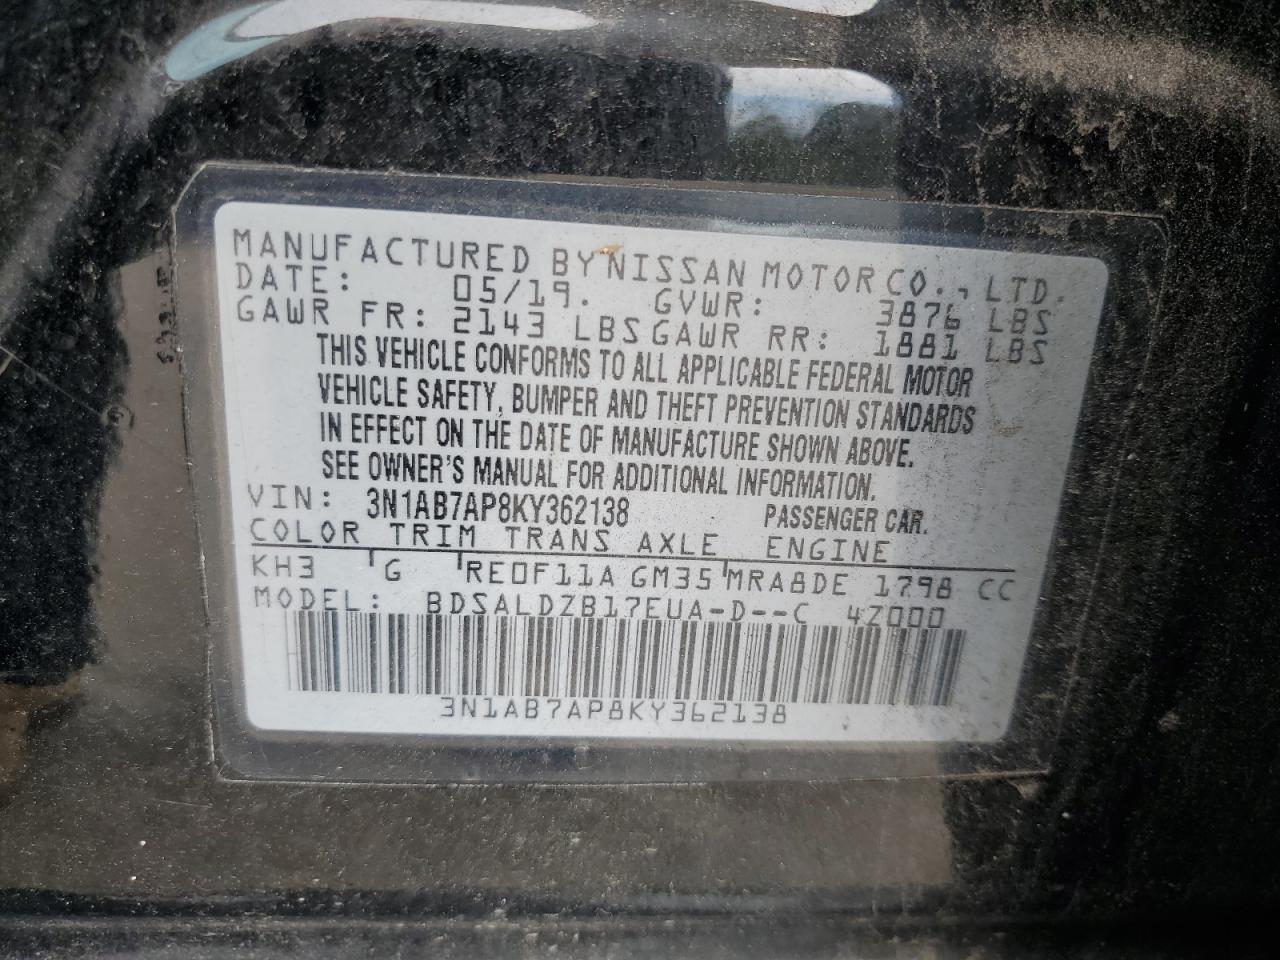 MANUFACTURED BY NISSAN MOTOR CO., LTD.
DATE: 05/19. GVWR: 3876 LBS
GAWR FR: 2143 LBS GAWR RR: 1881 LBS
THIS VEHICLE CONFORMS TO ALL APPLICABLE FEDERAL MOTOR
VEHICLE SAFETY, BUMPER AND THEFT PREVENTION STANDARDS
IN EFFECT ON THE DATE OF MANUFACTURE SHOWN ABOVE.
SEE OWNER'S MANUAL FOR ADDITIONAL INFORMATION.
VIN: 3N1AB7AP8KY362138 PASSENGER CAR.
COLOR TRIM TRANS AXLE ENGINE
KH3 G RE0F11A GM35 MRA8DE 1798 CC
MODEL: BDSALDZB17EUA-D--C 4Z000
3N1AB7AP8KY362138